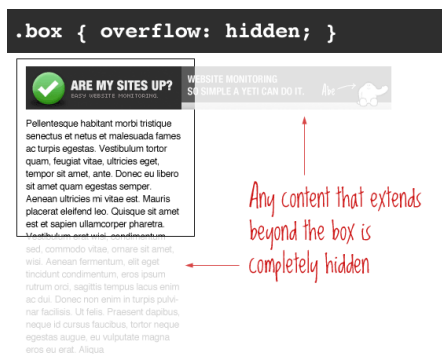 .box { overflow: hidden; }
ARE MY SITES UP?
EASY WEBSITE MONITORING
WEBSITE MONITORING
SO SIMPLE A YETI CAN DO IT.
Pellentesque habitant morbi tristique
senectus et netus et malesuada fames
ac turpis egestas. Vestibulum tortor
quam, feugiat vitae, ultricies eget,
tempor sit amet, ante. Donec eu libero
sit amet quam egestas semper.
Aenean ultricies mi vitae est. Mauris
placerat eleifend leo. Quisque sit amet
est et sapien ullamcorper pharetra.
Vestibulum erat wisi, condimentum
sed, commodo vitae, ornare sit amet,
wisi. Aenean fermentum, elit eget
tincidunt condimentum, eros ipsum
rutrum orci, sagittis tempus lacus enim
ac dui. Donec non enim in turpis pulvi-
nar facilisis. Ut felis. Praesent dapibus,
neque id cursus faucibus, tortor neque
egestas augue, eu vulputate magna
eros eu erat. Aliqua
Any content that extends
beyond the box is
completely hidden